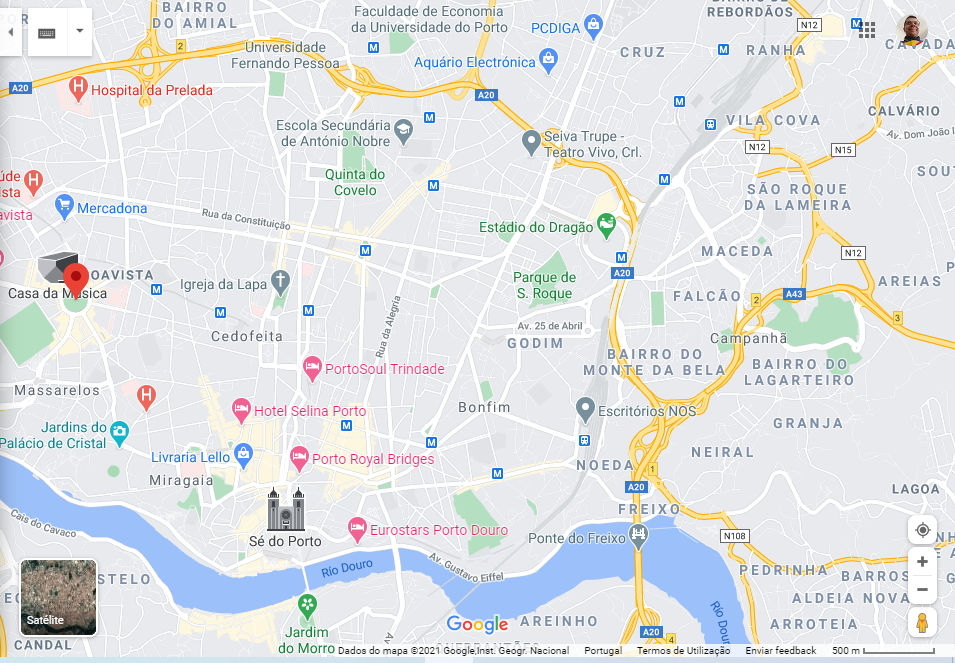 BAIRRO
DO AMIAL
Faculdade de Economia
da Universidade do Porto
PCDIGA
REBORDÕES
N12
M
2
Universidade
Fernando Pessoa
M
Aquário Electrónica
CRUZ
M
RANHA
A20
Hospital da Prelada
A20
M
CALVÁRIO
Escola Secundária
de António Nobre
M
Seiva Trupe -
Teatro Vivo, Crl.
VILA COVA
Av. Dom João I
N12
N15
Quinta do
Covelo
M
M
SÃO ROQUE
DA LAMEIRA
Mercadona
Rua da Constituição
Estádio do Dragão
M
M
A20
MACEDA
N12
BOAVISTA
Casa da Música
M
Igreja da Lapa
Parque de
S. Roque
FALCÃO
2
A43
AREIAS
3
M
M
Cedofeita
Rua da Alegria
Av. 25 de Abril
GODIM
Campanhã
BAIRRO DO
MONTE DA BELA
BAIRRO DO
LAGARTEIRO
PortoSoul Trindade
Massarelos
H
Hotel Selina Porto
M
Bonfim
Escritórios NOS
GRANJA
Jardins do
Palácio de Cristal
M
Livraria Lello
Porto Royal Bridges
Miragaia
M
NOEDA
1
NEIRAL
A20
LAGOA
FREIXO
Cais do Cavaco
Sé do Porto
Eurostars Porto Douro
Ponte do Freixo
N108
Rio Douro
Av. Gustavo Eiffel
PEDRINHA
BARROS
ALDEIA NOVA
Rio Douro
Satélite
STELO
CANDAL
Jardim
do Morro
Google
AREINHO
A20
4
ARROTEIA
Dados do mapa ©2021 Google,Inst. Geogr. Nacional Portugal Termos de Utilização Enviar feedback 500 m